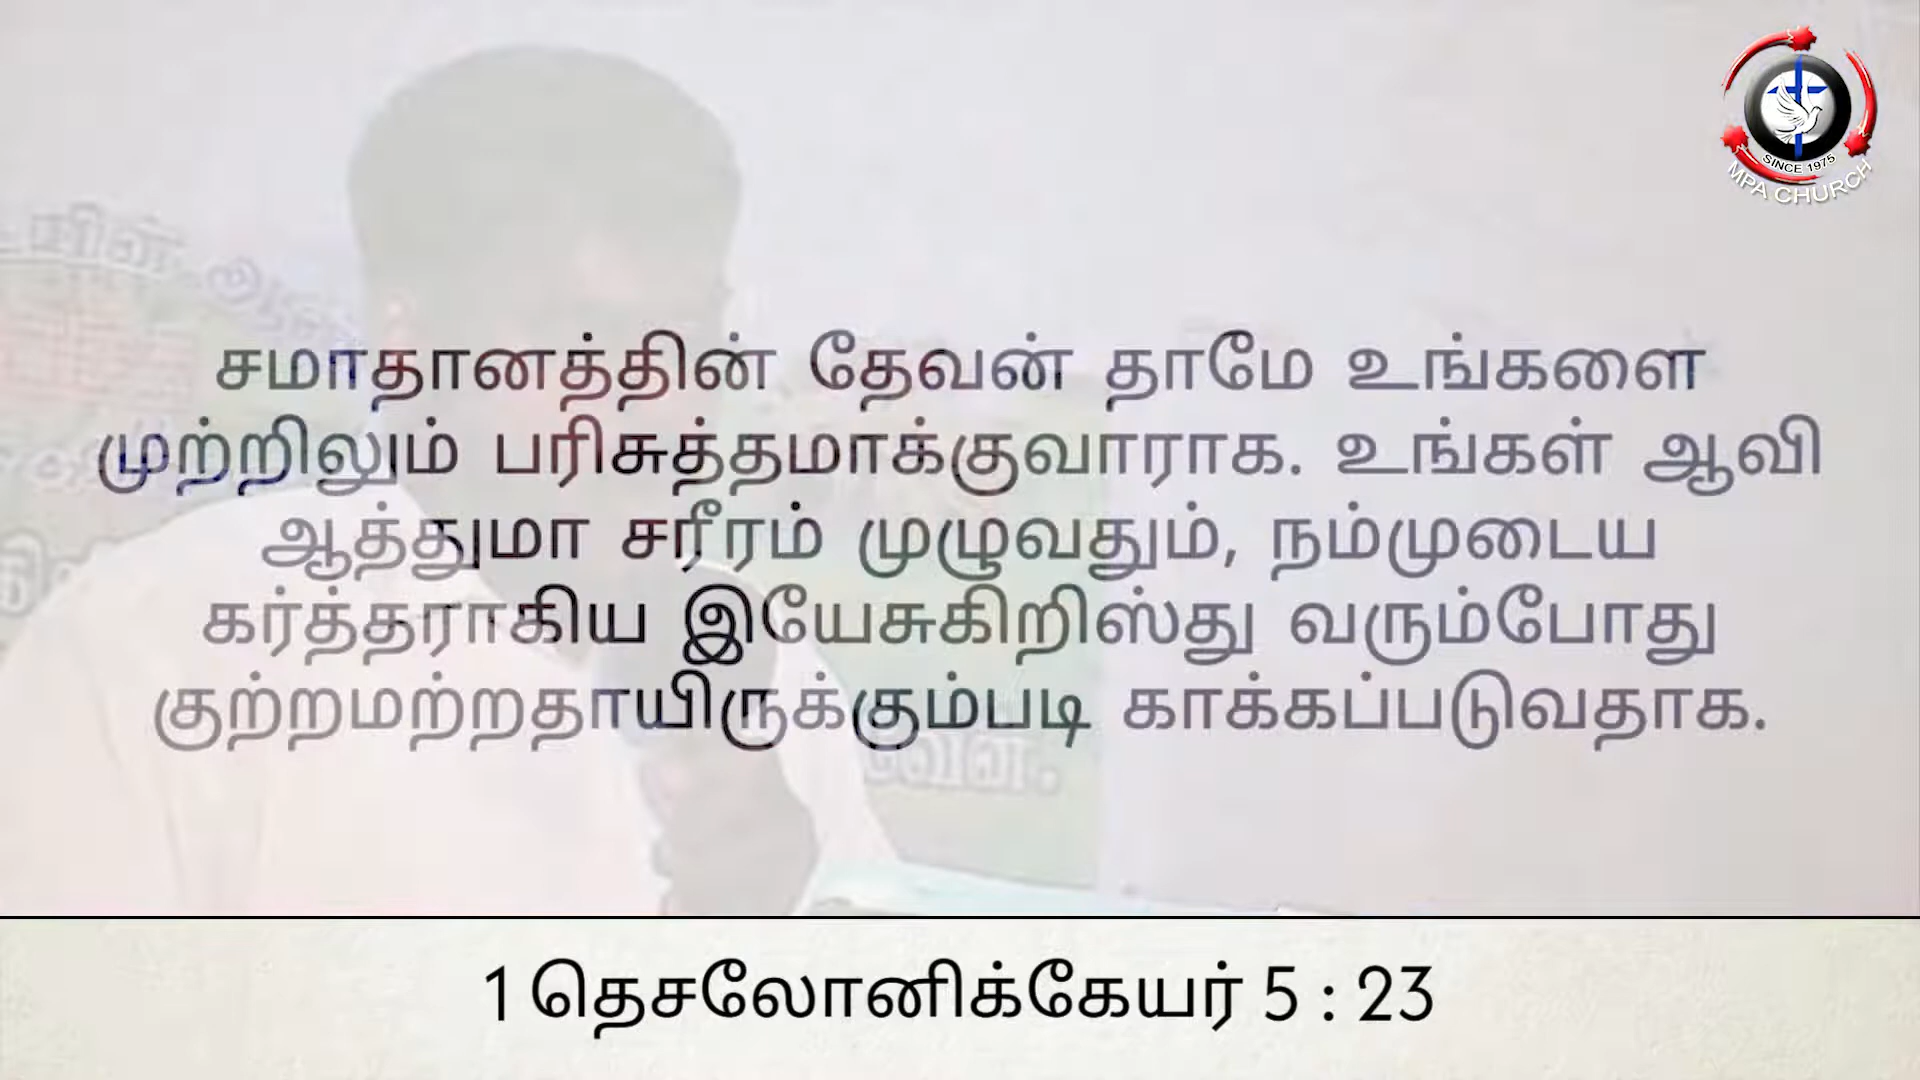 SINCE 1975
MPA CHURCH
சமாதானத்தின் தேவன் தாமே உங்களை
முற்றிலும் பரிசுத்தமாக்குவாராக. உங்கள் ஆவி
ஆத்துமா சரீரம் முழுவதும், நம்முடைய
கர்த்தராகிய இயேசுகிறிஸ்து வரும்போது
குற்றமற்றதாயிருக்கும்படி காக்கப்படுவதாக.
1 தெசலோனிக்கேயர் 5 : 23